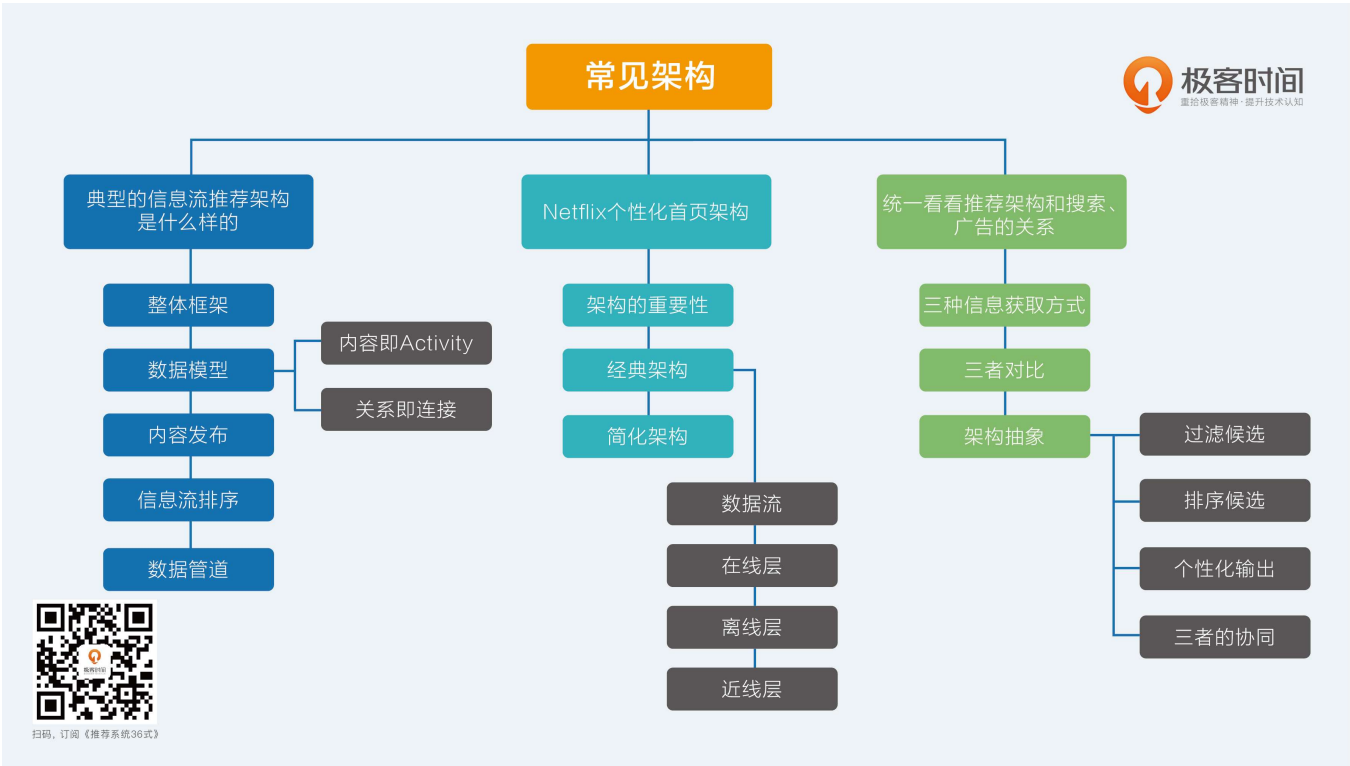 常见架构
极客时间
重拾极客精神·提升技术认知
典型的信息流推荐架构
是什么样的
整体框架
数据模型
内容即Activity
关系即连接
内容发布
信息流排序
数据管道
Netflix个性化首页架构
架构的重要性
经典架构
简化架构
数据流
在线层
离线层
近线层
统一看看推荐架构和搜索、
广告的关系
三种信息获取方式
三者对比
架构抽象
过滤候选
排序候选
个性化输出
三者的协同
极客时间
扫码，订阅《推荐系统36式》